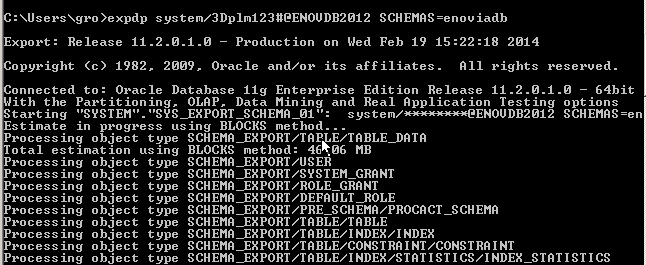 C:\Users\gro>expdp system/3Dplm123#@ENOVDB2012 SCHEMAS=enoviadb
Export: Release 11.2.0.1.0 - Production on Wed Feb 19 15:22:18 2014
Copyright (c) 1982, 2009, Oracle and/or its affiliates.  All rights reserved.
Connected to: Oracle Database 11g Enterprise Edition Release 11.2.0.1.0 - 64bit
With the Partitioning, OLAP, Data Mining and Real Application Testing options
Starting "SYSTEM"."SYS_EXPORT_SCHEMA_01":  system/********@ENOVDB2012 SCHEMAS=en
Estimate in progress using BLOCKS method...
Processing object type SCHEMA_EXPORT/TABLE/TABLE_DATA
Total estimation using BLOCKS method: MB
Processing object type SCHEMA_EXPORT/USER
Processing object type SCHEMA_EXPORT/SYSTEM_GRANT
Processing object type SCHEMA_EXPORT/ROLE_GRANT
Processing object type SCHEMA_EXPORT/DEFAULT_ROLE
Processing object type SCHEMA_EXPORT/PRE_SCHEMA/PROCACT_SCHEMA
Processing object type SCHEMA_EXPORT/TABLE/TABLE
Processing object type SCHEMA_EXPORT/TABLE/INDEX/INDEX
Processing object type SCHEMA_EXPORT/TABLE/CONSTRAINT/CONSTRAINT
Processing object type SCHEMA_EXPORT/TABLE/INDEX/STATISTICS/INDEX_STATISTICS